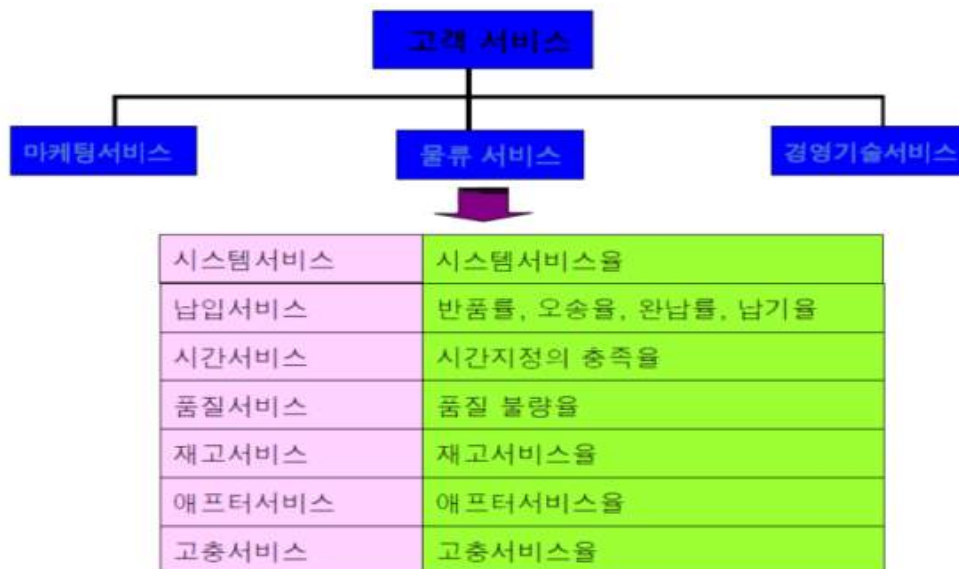 고객 서비스
마케팅서비스
물류 서비스
경영기술서비스
시스템서비스 시스템서비스율
납입서비스 반품률, 오송율, 완납률, 납기율
시간서비스 시간지정의 충족율
품질서비스 품질 불량율
재고서비스 재고서비스율
애프터서비스 애프터서비스율
고충서비스 고충서비스율